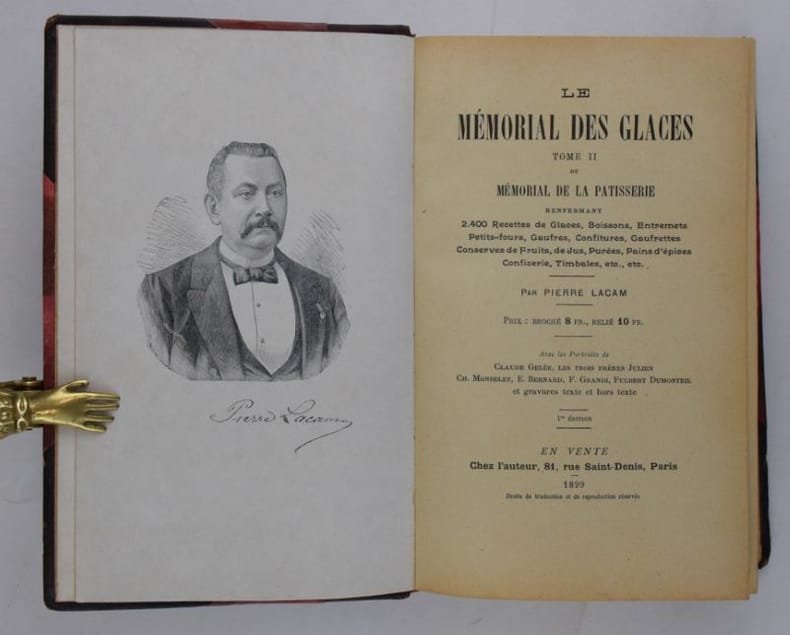 Pierre Lacam
LE
MÉMORIAL DES GLACES
TOME II
DU
MÉMORIAL DE LA PATISSERIE
RENFERMANT
2.400 Recettes de Glaces, Boissons, Entremets
Petits-fours, Gaufres, Confitures, Gaufrettes
Conserves de Fruits, de Jus, Purées, Pains d'épices
Confiserie, Timbales, etc., etc.
PAR PIERRE LACAM
PRIX : BROCHÉ 8 FR., RELIÉ 10 FR.
Avec les Portraits de
CLAUDE GELÉE, LES TROIS FRÈRES JULIEN
CH. MONSELET, E. BERNARD, F. GRANDI, FULBERT DUMONTEIL
et gravures texte et hors texte
1re ÉDITION
EN VENTE
Chez l'auteur, 81, rue Saint-Denis, Paris
1899
Droits de traduction et de reproduction réservés